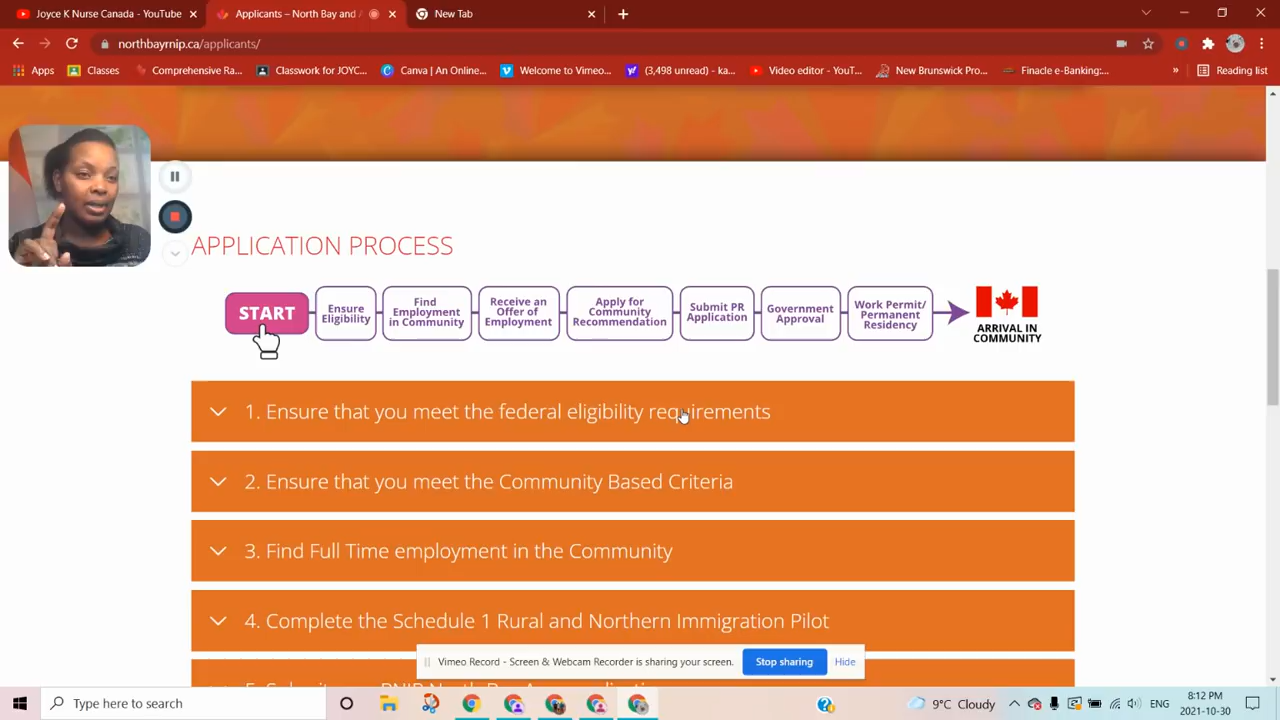 Joyce K Nurse Canada - YouTube
Applicants – North Bay and
New Tab
northbayrnip.ca/applicants/
Apps
Classes
Comprehensive Ra...
Classwork for JOYC...
Canva | An Online...
Welcome to Vimeo...
(3,498 unread) - ka...
Video editor - YouT...
New Brunswick Pro...
Finacle e-Banking:...
»
Reading list
APPLICATION PROCESS
START
Ensure
Eligibility
Find
Employment
in Community
Receive an
Offer of
Employment
Apply for
Community
Recommendation
Submit PR
Application
Government
Approval
Work Permit/
Permanent
Residency
ARRIVAL IN
COMMUNITY
1. Ensure that you meet the federal eligibility requirements
2. Ensure that you meet the Community Based Criteria
3. Find Full Time employment in the Community
4. Complete the Schedule 1 Rural and Northern Immigration Pilot
Vimeo Record - Screen & Webcam Recorder is sharing your screen.
Stop sharing
Hide
Type here to search
9°C Cloudy
ENG
8:12 PM
2021-10-30